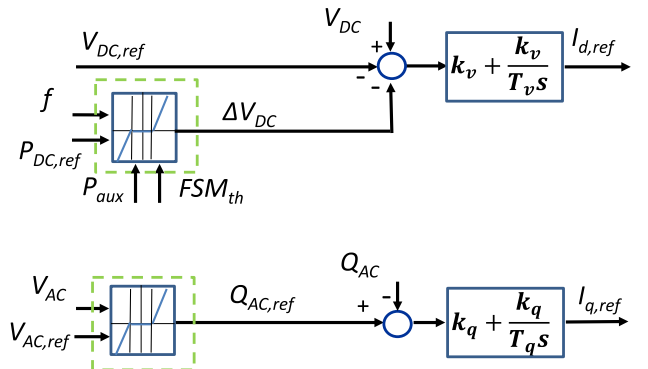 V_DC
+
V_DC,ref
-
-
k_v + k_v / T_v s
I_d,ref
f
ΔV_DC
P_DC,ref
P_aux
FSM_th
Q_AC
V_AC
Q_AC,ref
+
-
k_q + k_q / T_q s
I_q,ref
V_AC,ref